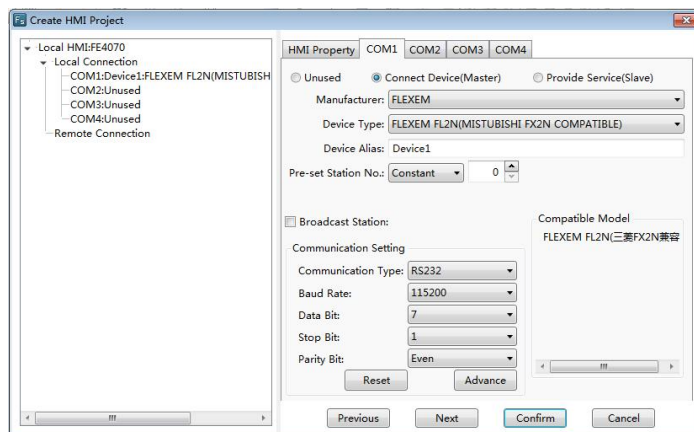 Create HMI Project
Local HMI:FE4070
Local Connection
COM1:Device1:FLEXEM FL2N(MISTUBISH
COM2:Unused
COM3:Unused
COM4:Unused
Remote Connection
HMI Property COM1 COM2 COM3 COM4
Unused Connect Device(Master) Provide Service(Slave)
Manufacturer: FLEXEM
Device Type: FLEXEM FL2N(MISTUBISHI FX2N COMPATIBLE)
Device Alias: Device1
Pre-set Station No.: Constant 0
Broadcast Station:
Compatible Model
FLEXEM FL2N(三菱FX2N兼容
Communication Setting
Communication Type: RS232
Baud Rate: 115200
Data Bit: 7
Stop Bit: 1
Parity Bit: Even
Reset Advance
Previous Next Confirm Cancel